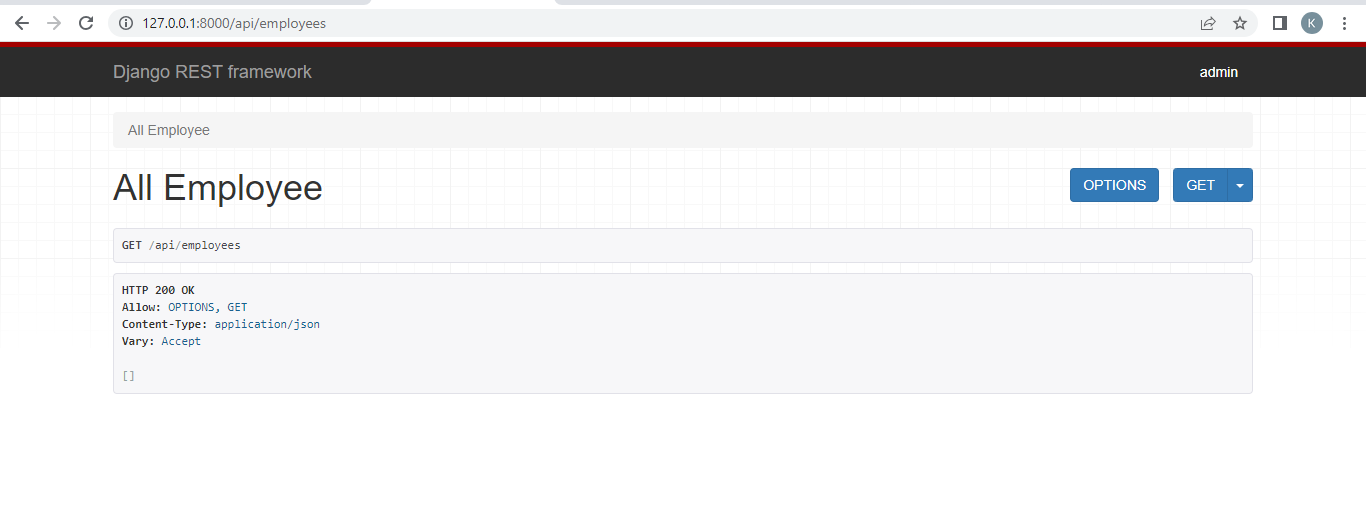 127.0.0.1:8000/api/employees
K
Django REST framework
admin
All Employee
All Employee
OPTIONS
GET
GET /api/employees
HTTP 200 OK
Allow: OPTIONS, GET
Content-Type: application/json
Vary: Accept
[]